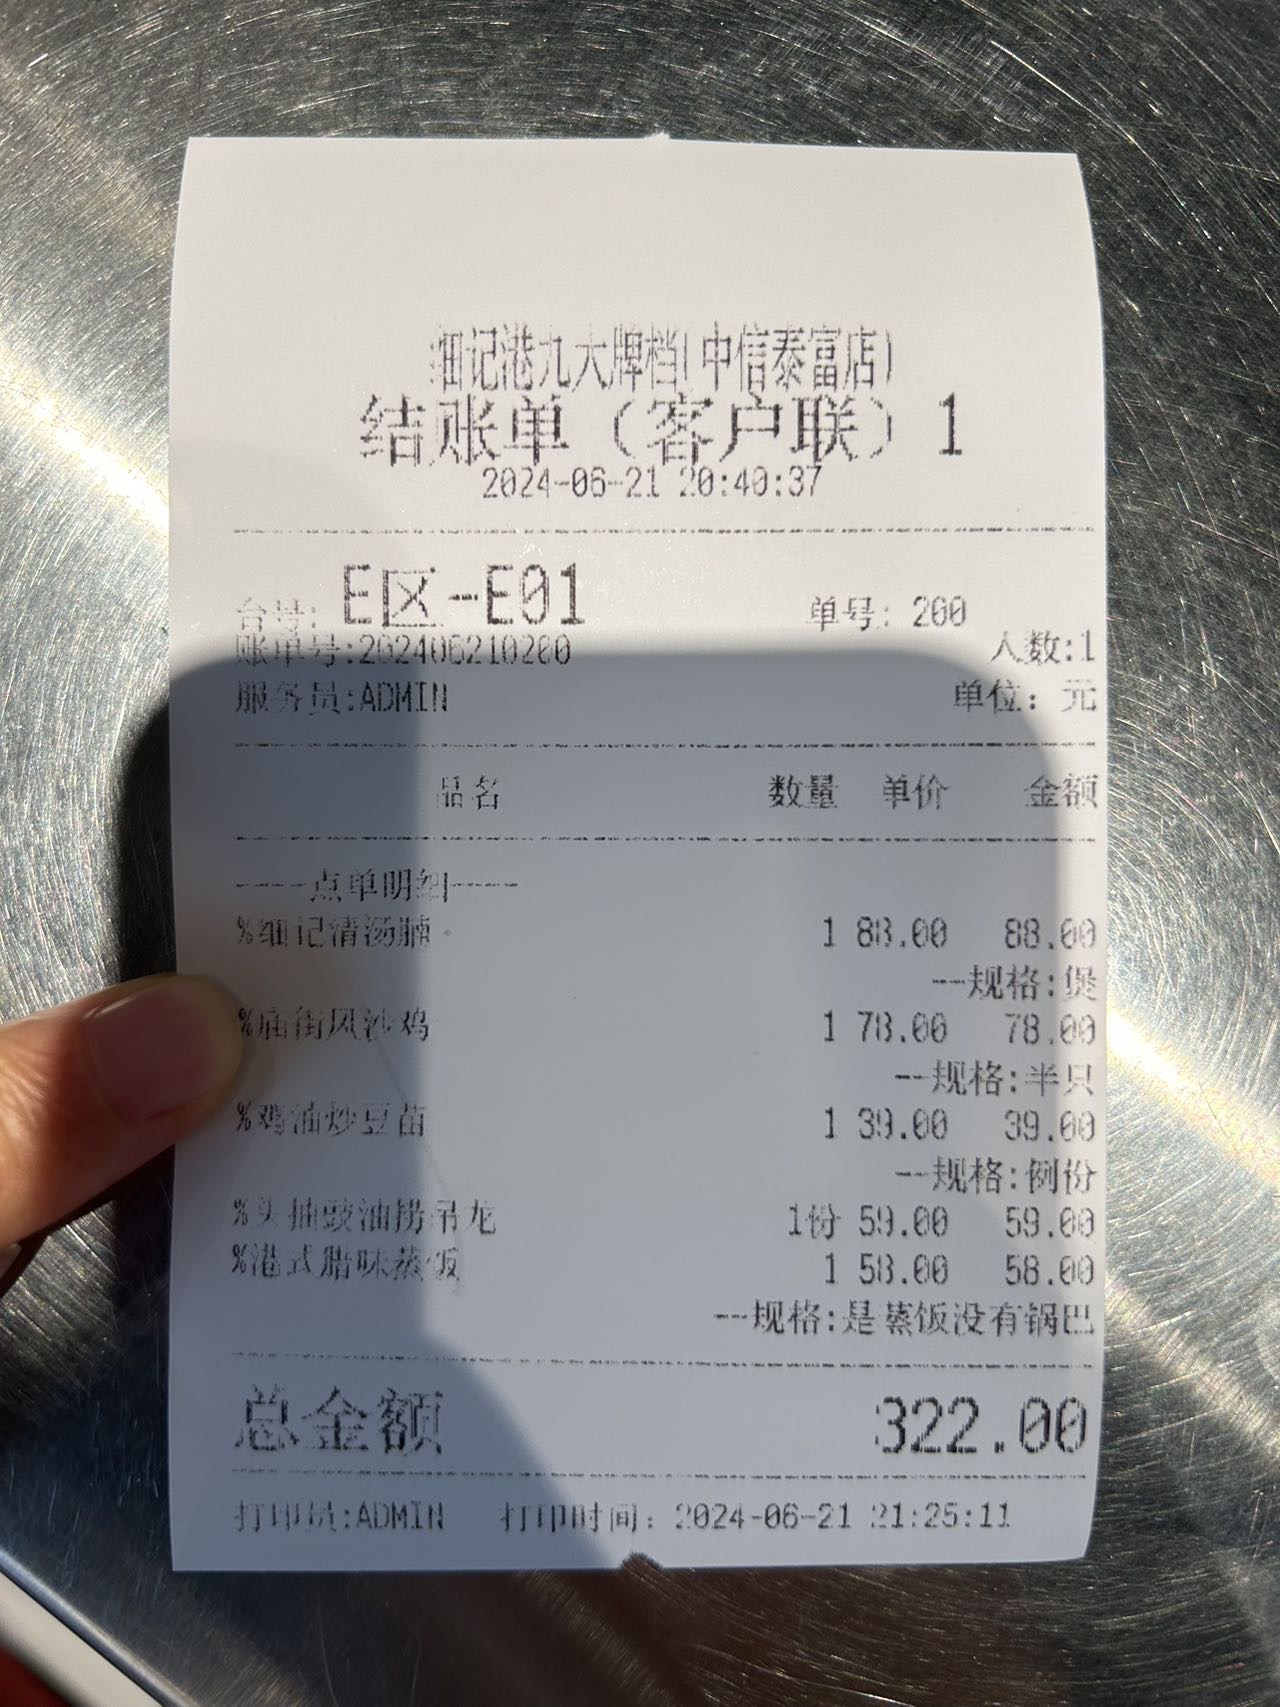 细记港九大牌档(中信泰富店)
结账单（客户联）1
2024-06-21 20:40:37
台号: E区-E01 单号: 200
账单号:202406210200 人数:1
服务员:ADMIN 单位: 元
品名 数量 单价 金额
----点单明细----
%细记清汤腩 1 88.00 88.00
--规格:煲
%庙街风沙鸡 1 78.00 78.00
--规格:半只
%鸡油炒豆苗 1 39.00 39.00
--规格:例份
%头抽豉油捞吊龙 1份 59.00 59.00
%港式腊味蒸饭 1 58.00 58.00
--规格:是蒸饭没有锅巴
总金额 322.00
打印员:ADMIN 打印时间: 2024-06-21 21:25:11